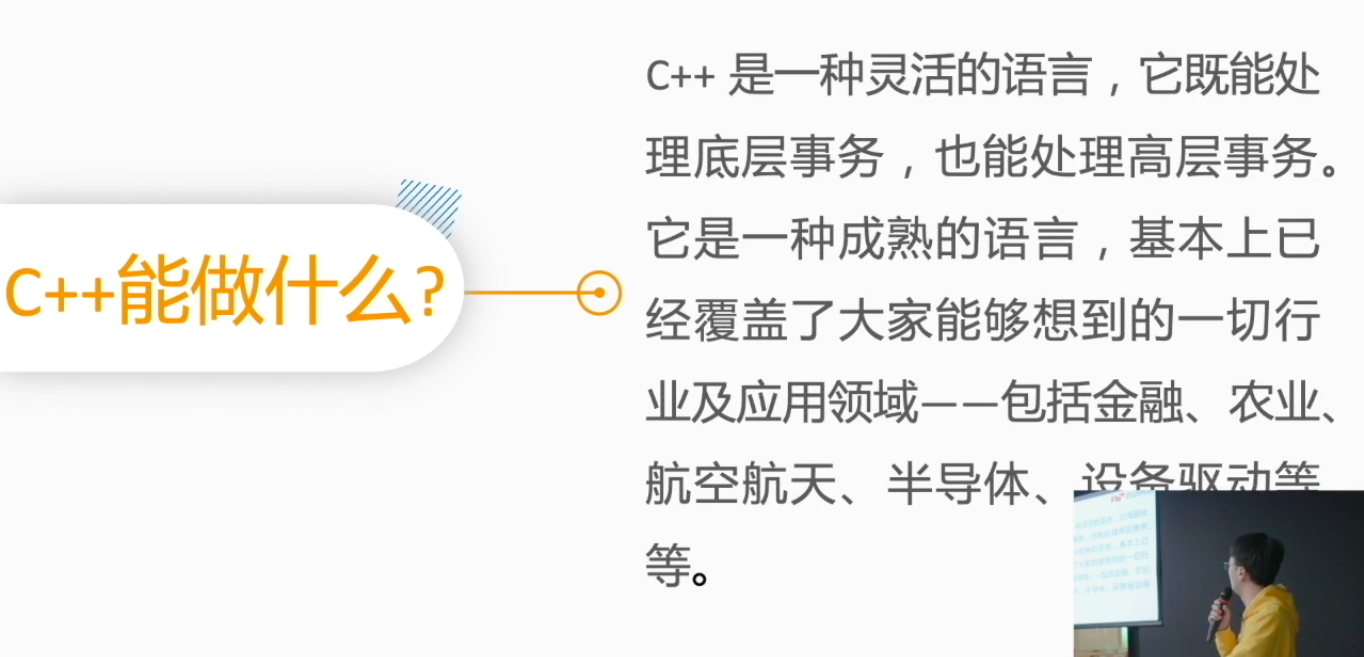 C++能做什么?
C++ 是一种灵活的语言，它既能处
理底层事务，也能处理高层事务。
它是一种成熟的语言，基本上已
经覆盖了大家能够想到的一切行
业及应用领域——包括金融、农业、
航空航天、半导体、设备驱动等
等。